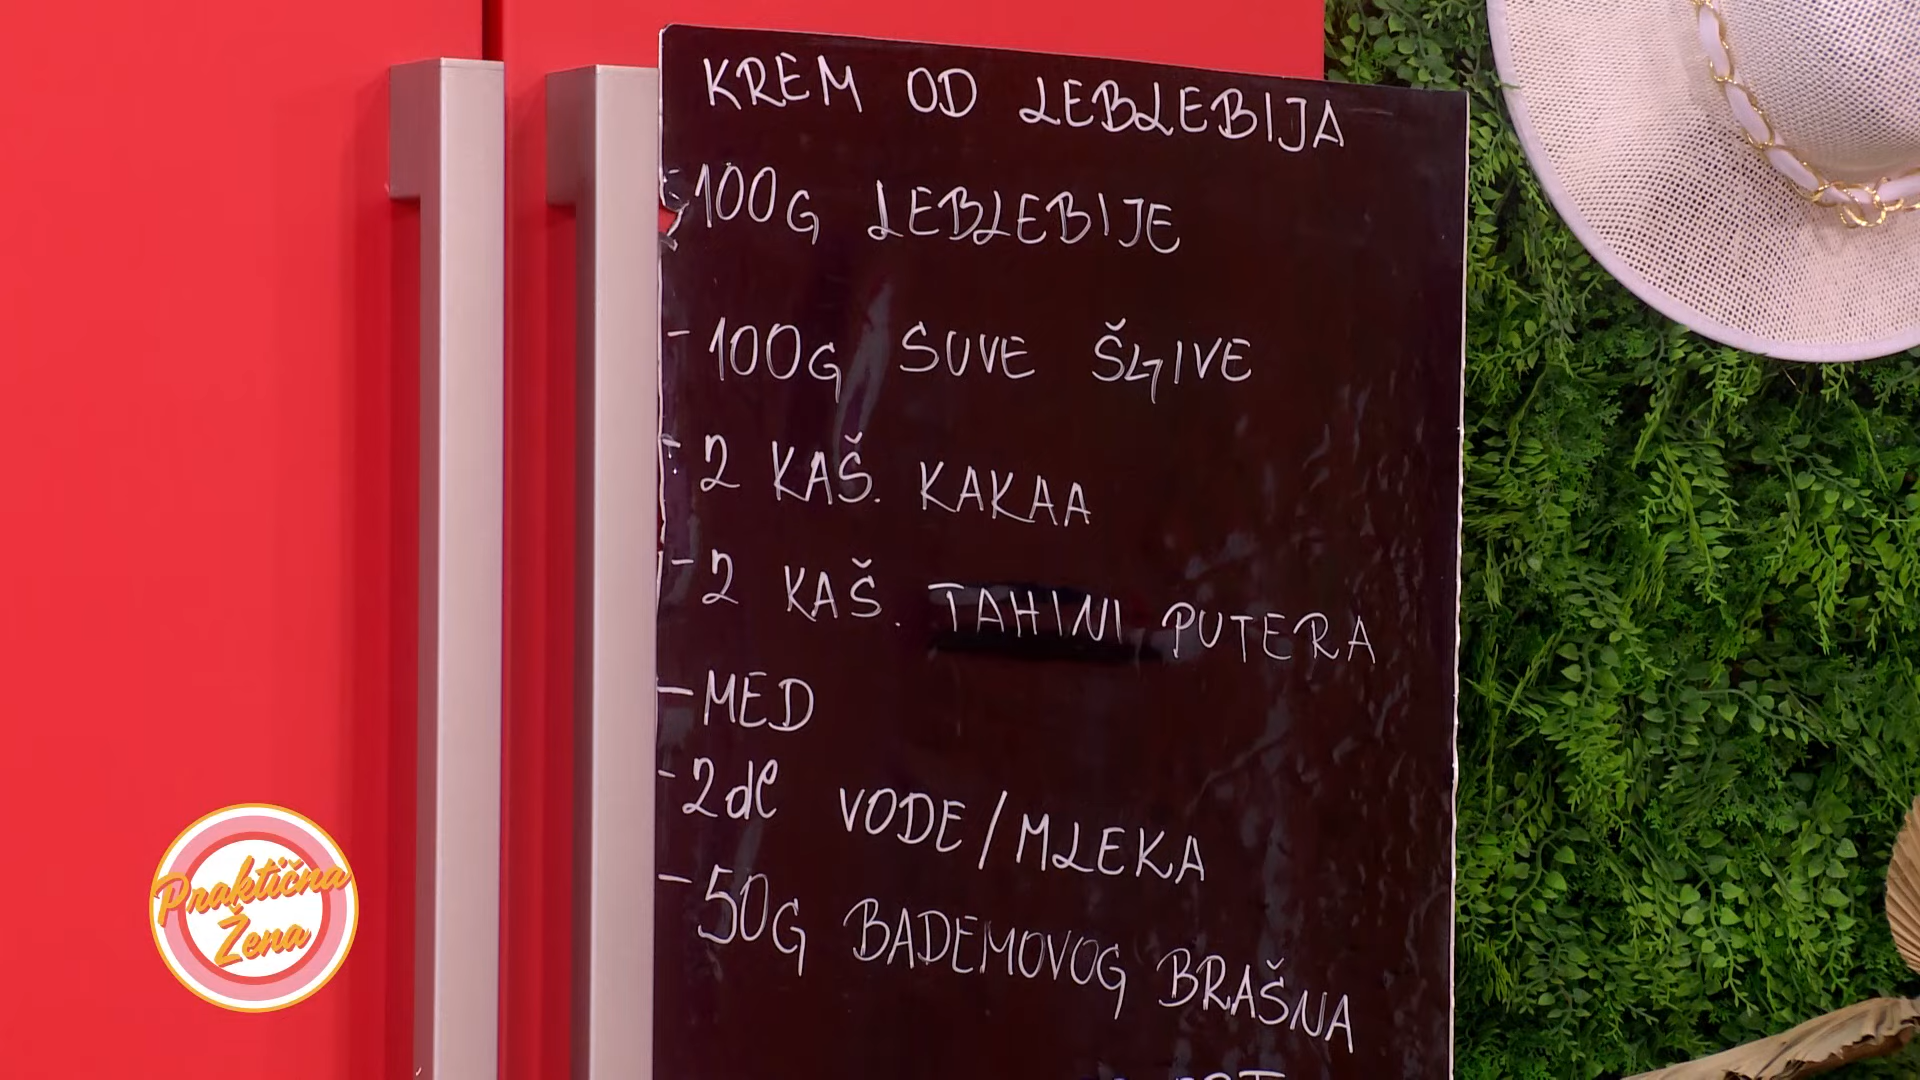 KREM OD LEBLEBIJA
- 100G LEBLEBIJE
- 100G SUVE ŠLJIVE
- 2 KAŠ. KAKAA
- 2 KAŠ. TAHINI PUTERA
- MED
- 2dl VODE/MLEKA
- 50G BADEMOVOG BRAŠNA
Praktična
Žena